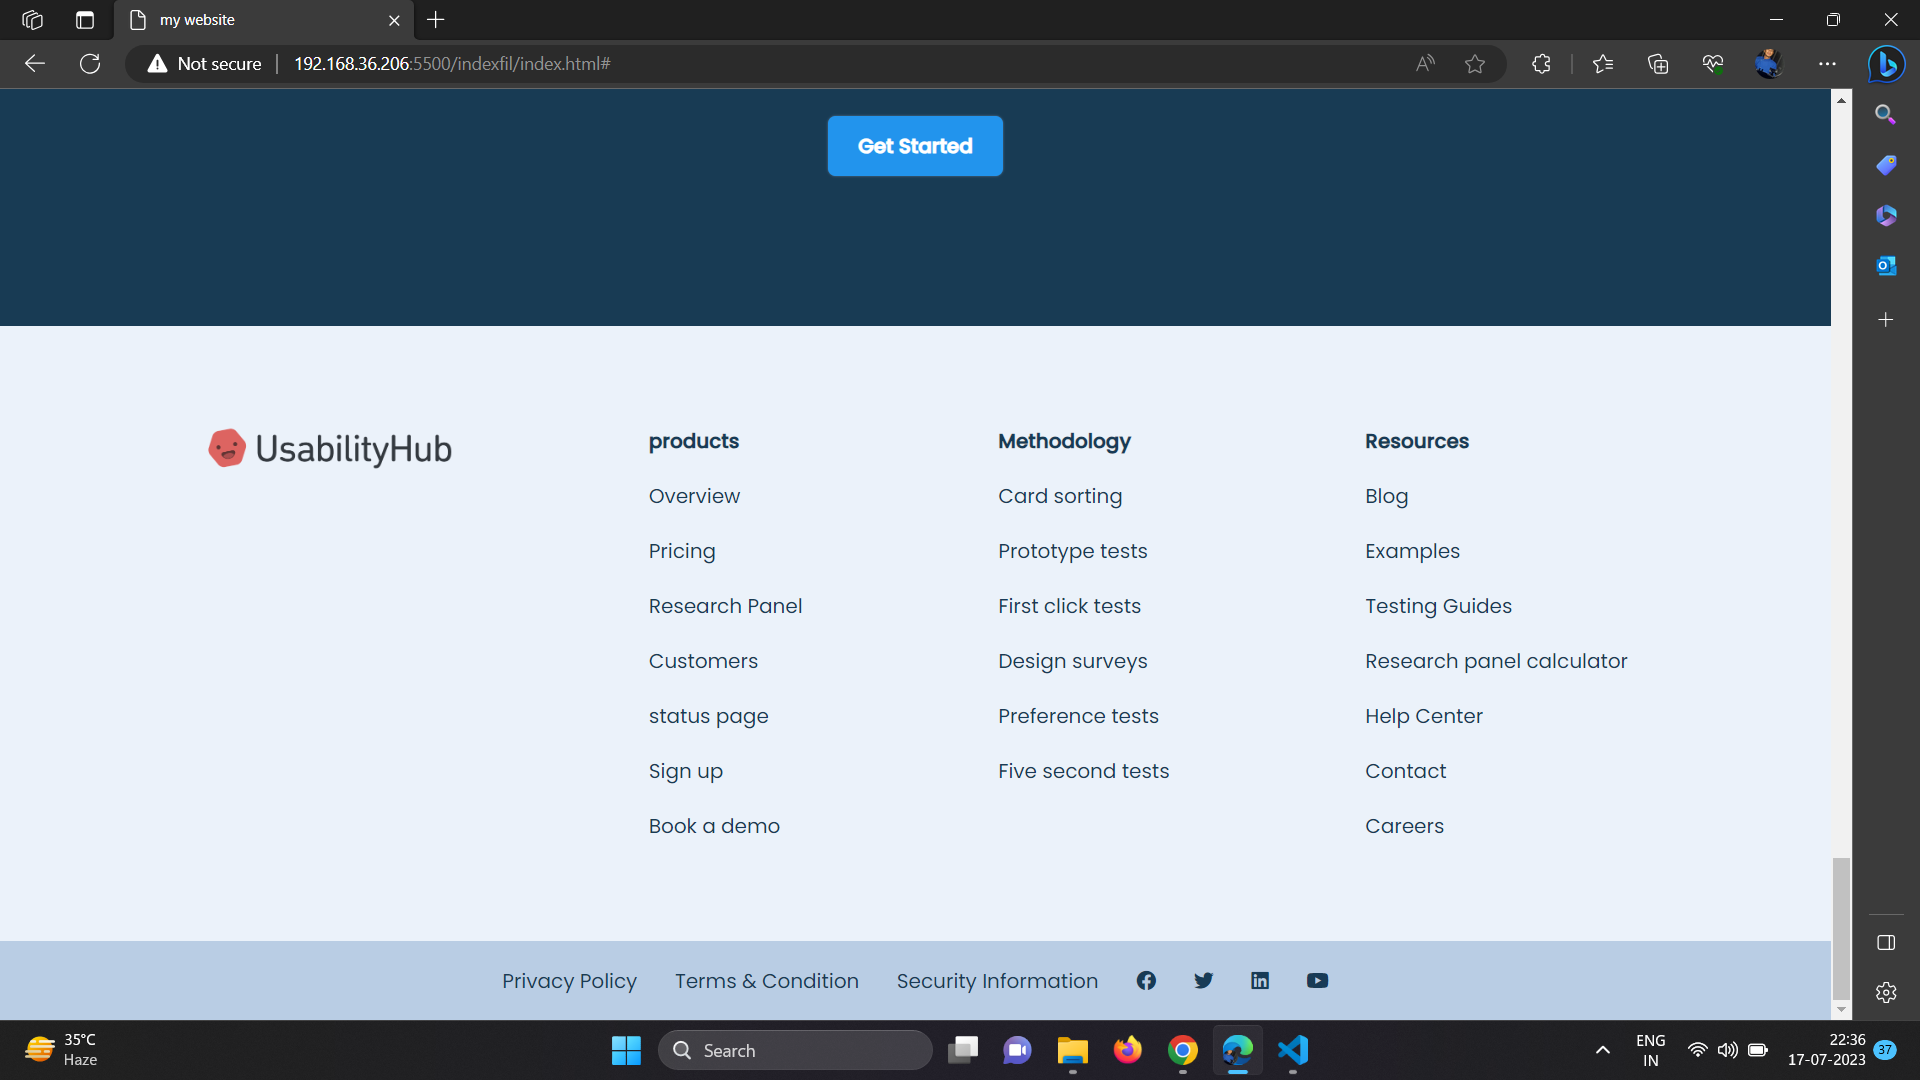 my website
Not secure
192.168.36.206:5500/indexfil/index.html#
Get Started
UsabilityHub
products
Overview
Pricing
Research Panel
Customers
status page
Sign up
Book a demo
Methodology
Card sorting
Prototype tests
First click tests
Design surveys
Preference tests
Five second tests
Resources
Blog
Examples
Testing Guides
Research panel calculator
Help Center
Contact
Careers
Privacy Policy Terms & Condition Security Information
35°C
Haze
Search
ENG
IN
22:36
17-07-2023
37